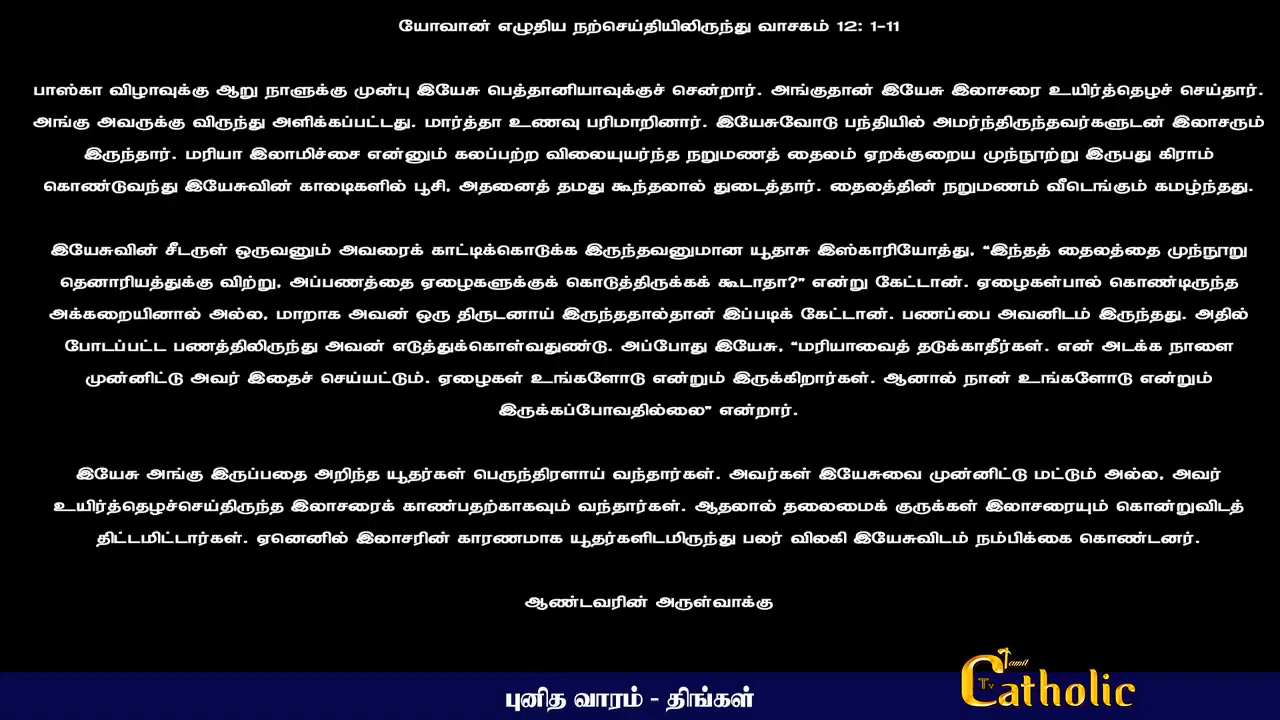 யோவான் எழுதிய நற்செய்தியிலிருந்து வாசகம் 12: 1-11
பாஸ்கா விழாவுக்கு ஆறு நாளுக்கு முன்பு இயேசு பெத்தானியாவுக்குச் சென்றார். அங்குதான் இயேசு இலாசரை உயிர்த்தெழச் செய்தார்.
அங்கு அவருக்கு விருந்து அளிக்கப்பட்டது. மார்த்தா உணவு பரிமாறினார். இயேசுவோடு பந்தியில் அமர்ந்திருந்தவர்களுடன் இலாசரும்
இருந்தார். மரியா இலாமிச்சை என்னும் கலப்பற்ற விலையுயர்ந்த நறுமணத் தைலம் ஏறக்குறைய முந்நூற்று இருபது கிராம்
கொண்டுவந்து இயேசுவின் காலடிகளில் பூசி, அதனைத் தமது கூந்தலால் துடைத்தார். தைலத்தின் நறுமணம் வீடெங்கும் கமழ்ந்தது.
இயேசுவின் சீடருள் ஒருவனும் அவரைக் காட்டிக்கொடுக்க இருந்தவனுமான யூதாசு இஸ்காரியோத்து, “இந்தத் தைலத்தை முந்நூறு
தெனாரியத்துக்கு விற்று, அப்பணத்தை ஏழைகளுக்குக் கொடுத்திருக்கக் கூடாதா?” என்று கேட்டான். ஏழைகள்பால் கொண்டிருந்த
அக்கறையினால் அல்ல, மாறாக அவன் ஒரு திருடனாய் இருந்ததால்தான் இப்படிக் கேட்டான். பணப்பை அவனிடம் இருந்தது. அதில்
போடப்பட்ட பணத்திலிருந்து அவன் எடுத்துக்கொள்வதுண்டு. அப்போது இயேசு, “மரியாவைத் தடுக்காதீர்கள். என் அடக்க நாளை
முன்னிட்டு அவர் இதைச் செய்யட்டும். ஏழைகள் உங்களோடு என்றும் இருக்கிறார்கள். ஆனால் நான் உங்களோடு என்றும்
இருக்கப்போவதில்லை” என்றார்.
இயேசு அங்கு இருப்பதை அறிந்த யூதர்கள் பெருந்திரளாய் வந்தார்கள். அவர்கள் இயேசுவை முன்னிட்டு மட்டும் அல்ல, அவர்
உயிர்த்தெழச்செய்திருந்த இலாசரைக் காண்பதற்காகவும் வந்தார்கள். ஆதலால் தலைமைக் குருக்கள் இலாசரையும் கொன்றுவிடத்
திட்டமிட்டார்கள். ஏனெனில் இலாசரின் காரணமாக யூதர்களிடமிருந்து பலர் விலகி இயேசுவிடம் நம்பிக்கை கொண்டனர்.
ஆண்டவரின் அருள்வாக்கு
புனித வாரம் - திங்கள்
Tamil
Catholic
Tv